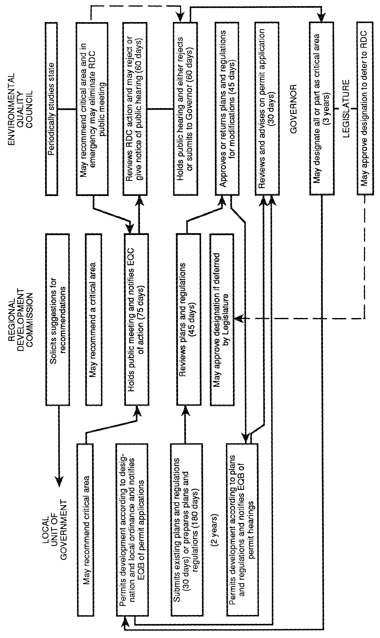 ENVIRONMENTAL
QUALITY
COUNCIL
Periodically studies state
May recommend critical area and in
emergency may eliminate RDC
public meeting
Reviews RDC action and may reject or
give notice of public hearing (60 days)
Holds public hearing and either rejects
or submits to Governor (60 days)
Approves or returns plans and regulations
for modifications (45 days)
Reviews and advises on permit application
(30 days)
GOVERNOR
May designate all or part as critical area
(3 years)
LEGISLATURE
May approve designation to deter to RDC
REGIONAL
DEVELOPMENT
COMMISSION
Solicits suggestions for
recommendations
May recommend a critical area
Holds public meeting and notifies EQC
of action (75 days)
Reviews plans and regulations
(45 days)
May approve designation if deferred
by Legislature
LOCAL
UNIT OF
GOVERNMENT
May recommend critical area
Permits development according to desig-
nation and local ordinance and notifies
EQB of permit applications
Submits existing plans and regulations
(30 days) or prepares plans and
regulations (180 days)
(2 years)
Permits development according to plans
and regulations and notifies EQB of
permit hearings